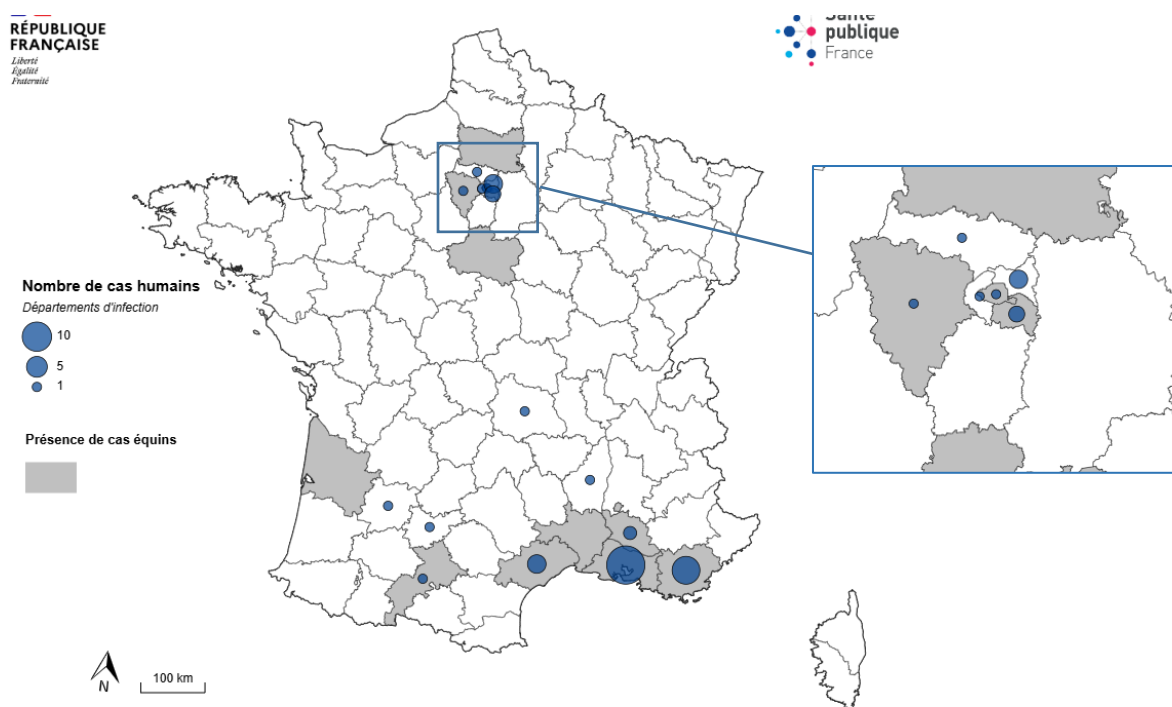 RÉPUBLIQUE
FRANÇAISE
Liberté
Égalité
Fraternité
Santé
publique
France
Nombre de cas humains
Départements d'infection
10
5
1
Présence de cas équins
N
100 km